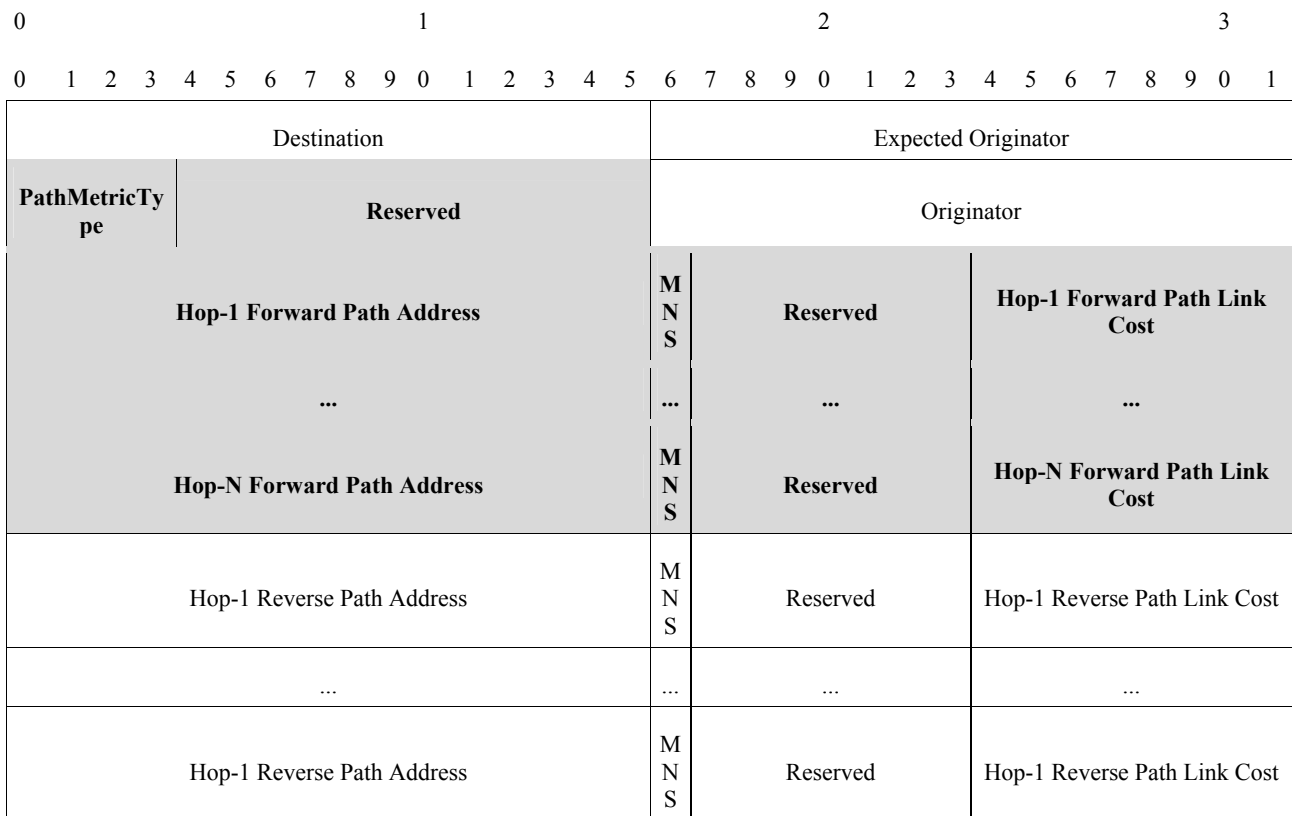 0 1 2 3
0 1 2 3 4 5 6 7 8 9 0 1 2 3 4 5 6 7 8 9 0 1 2 3 4 5 6 7 8 9 0 1
Destination Expected Originator
PathMetricTy
pe
Reserved Originator
Hop-1 Forward Path Address
M
N
S
Reserved
Hop-1 Forward Path Link
Cost
... ... ... ...
Hop-N Forward Path Address
M
N
S
Reserved
Hop-N Forward Path Link
Cost
Hop-1 Reverse Path Address
M
N
S
Reserved
Hop-1 Reverse Path Link Cost
... ... ... ...
Hop-1 Reverse Path Address
M
N
S
Reserved
Hop-1 Reverse Path Link Cost